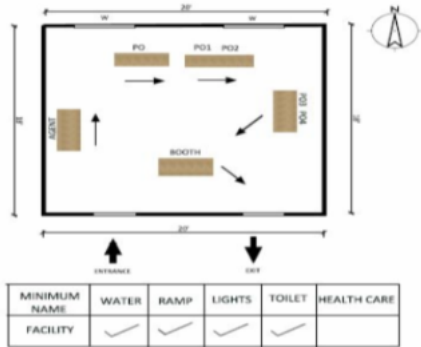 20'
N
W W
PO PO1 PO2
AGENT
PO3 PO4
BOOTH
20'
ENTRANCE
OUT
MINIMUM NAME WATER RAMP LIGHTS TOILET HEALTH CARE
FACILITY